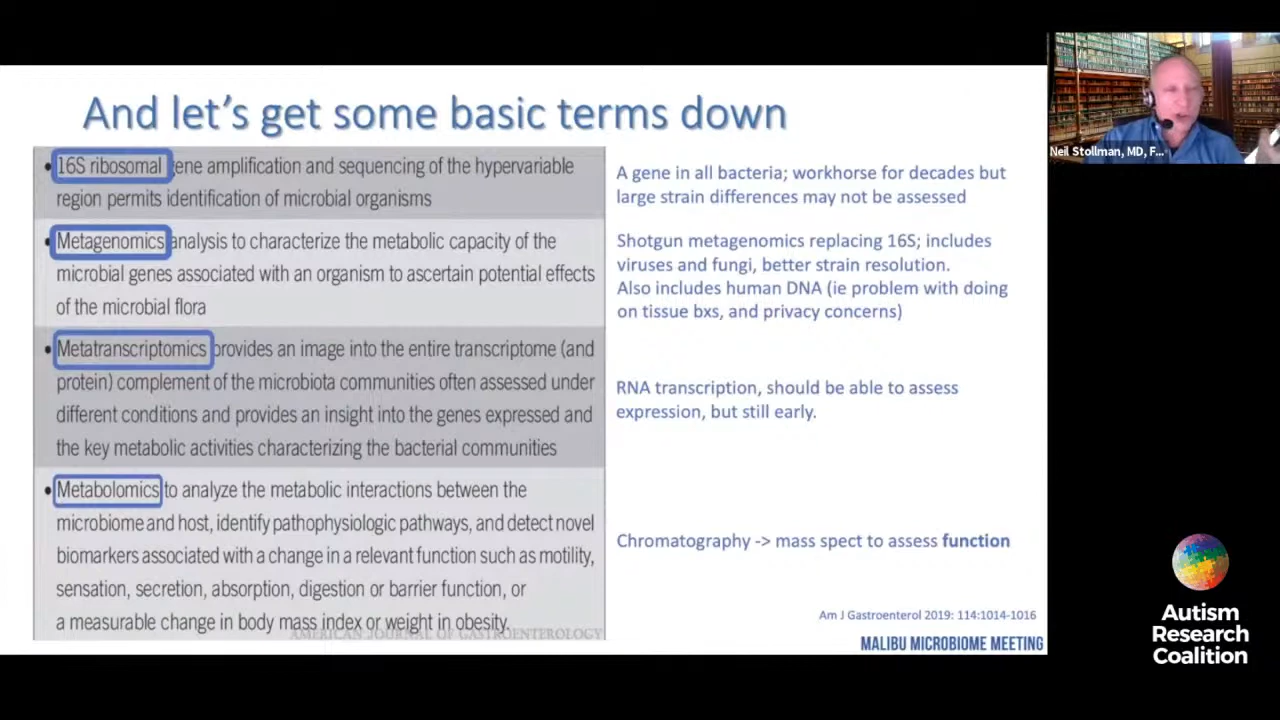 And let's get some basic terms down
• 16S ribosomal gene amplification and sequencing of the hypervariable
region permits identification of microbial organisms
A gene in all bacteria; workhorse for decades but
large strain differences may not be assessed
• Metagenomics analysis to characterize the metabolic capacity of the
microbial genes associated with an organism to ascertain potential effects
of the microbial flora
Shotgun metagenomics replacing 16S; includes
viruses and fungi, better strain resolution.
Also includes human DNA (ie problem with doing
on tissue bxs, and privacy concerns)
• Metatranscriptomics provides an image into the entire transcriptome (and
protein) complement of the microbiota communities often assessed under
different conditions and provides an insight into the genes expressed and
the key metabolic activities characterizing the bacterial communities
RNA transcription, should be able to assess
expression, but still early.
• Metabolomics to analyze the metabolic interactions between the
microbiome and host, identify pathophysiologic pathways, and detect novel
biomarkers associated with a change in a relevant function such as motility,
sensation, secretion, absorption, digestion or barrier function, or
a measurable change in body mass index or weight in obesity.
Chromatography -> mass spect to assess function
AMERICAN JOURNAL OF GASTROENTEROLOGY
Am J Gastroenterol 2019: 114:1014-1016
MALIBU MICROBIOME MEETING
Neil Stollman, MD, F...
Autism
Research
Coalition